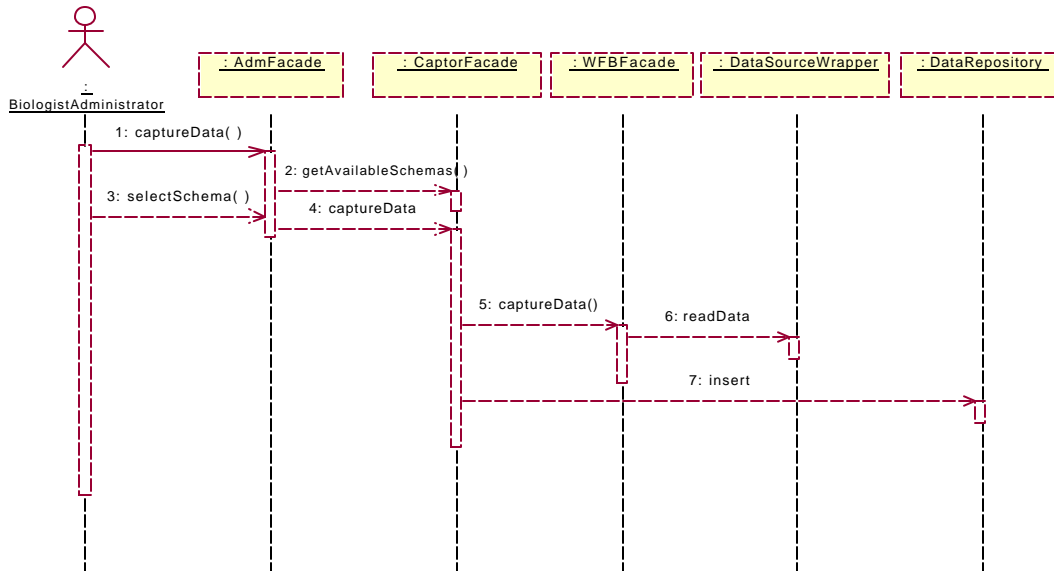 :
BiologistAdministrator
: AdmFacade
: CaptorFacade
: WFBFacade
: DataSourceWrapper
: DataRepository
1: captureData( )
2: getAvailableSchemas( )
3: selectSchema( )
4: captureData
5: captureData()
6: readData
7: insert